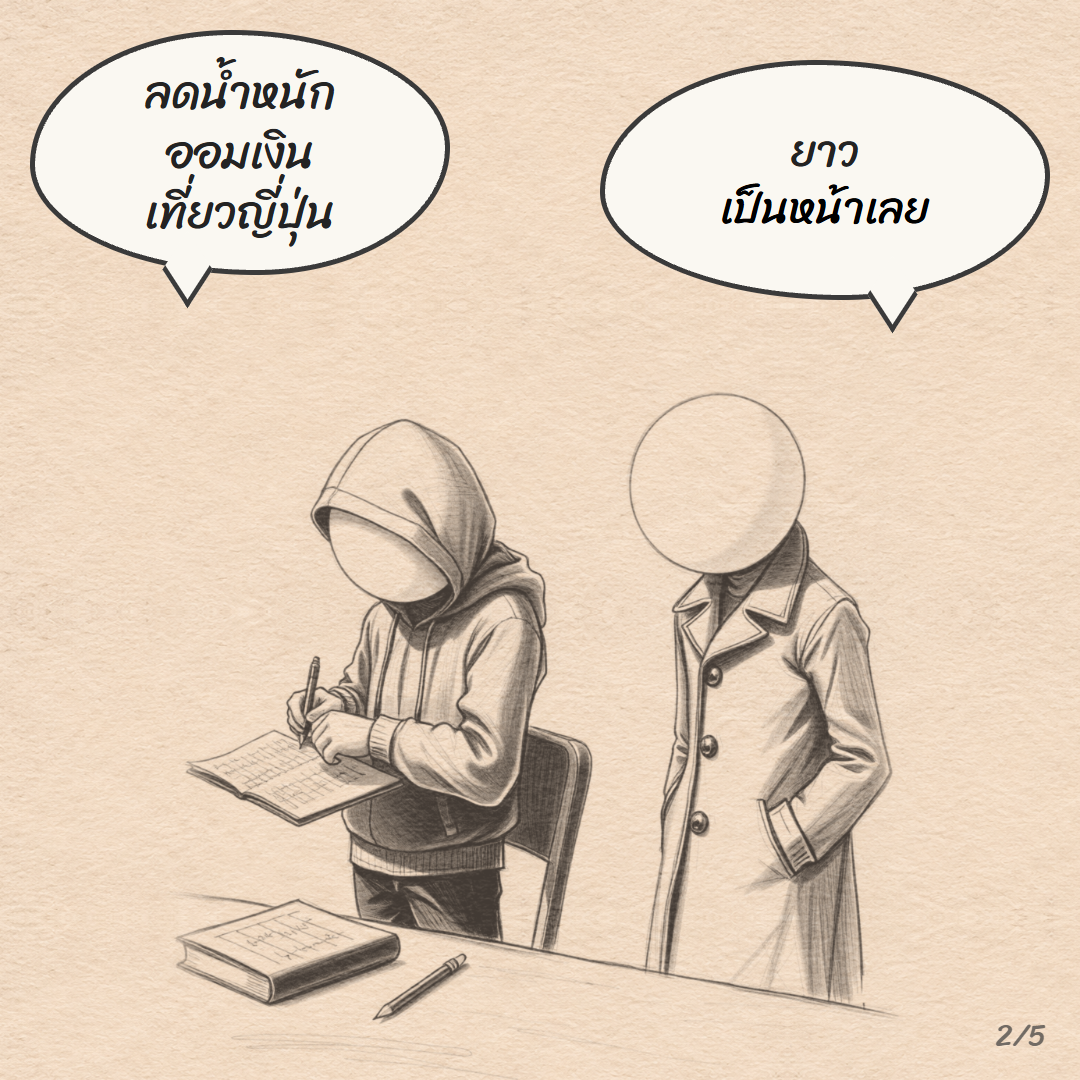 ลดน้ำหนัก
ออมเงิน
เที่ยวญี่ปุ่น
ยาว
เป็นหน้าเลย
2/5